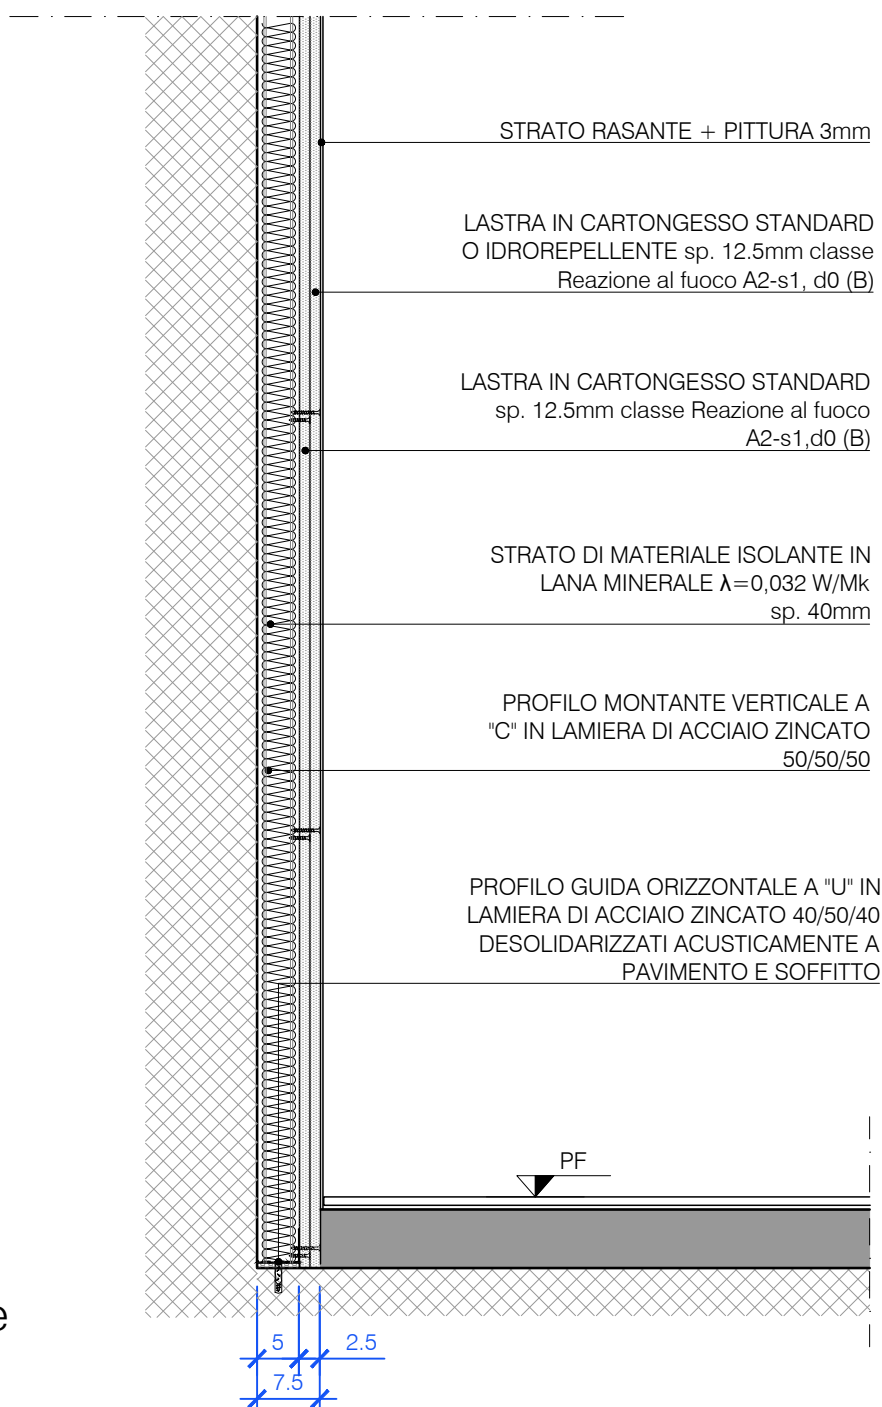 STRATO RASANTE + PITTURA 3mm
LASTRA IN CARTONGESSO STANDARD
O IDROREPELLENTE sp. 12.5mm classe
Reazione al fuoco A2-s1, d0 (B)
LASTRA IN CARTONGESSO STANDARD
sp. 12.5mm classe Reazione al fuoco
A2-s1,d0 (B)
STRATO DI MATERIALE ISOLANTE IN
LANA MINERALE λ=0,032 W/Mk
sp. 40mm
PROFILO MONTANTE VERTICALE A
"C" IN LAMIERA DI ACCIAIO ZINCATO
50/50/50
PROFILO GUIDA ORIZZONTALE A "U" IN
LAMIERA DI ACCIAIO ZINCATO 40/50/40
DESOLIDARIZZATI ACUSTICAMENTE A
PAVIMENTO E SOFFITTO
PF
e
5 2.5
7.5